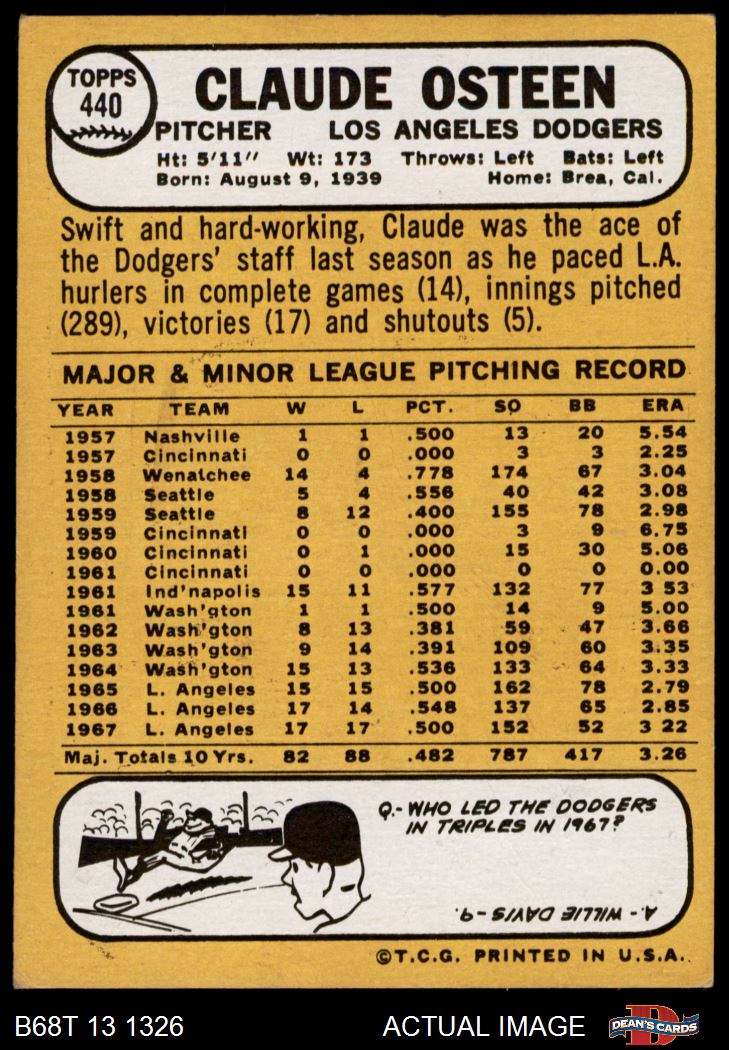 TOPPS
440
CLAUDE OSTEEN
PITCHER LOS ANGELES DODGERS
Ht: 5'11" Wt: 173 Throws: Left Bats: Left
Born: August 9, 1939 Home: Brea, Cal.
Swift and hard-working, Claude was the ace of
the Dodgers' staff last season as he paced L.A.
hurlers in complete games (14), innings pitched
(289), victories (17) and shutouts (5).
MAJOR & MINOR LEAGUE PITCHING RECORD
YEAR TEAM W L PCT. SO BB ERA
1957 Nashville 1 1 .500 13 20 5.54
1957 Cincinnati 0 0 .000 3 3 2.25
1958 Wenatchee 14 4 .778 174 67 3.04
1958 Seattle 5 4 .556 40 42 3.08
1959 Seattle 8 12 .400 155 78 2.98
1959 Cincinnati 0 0 .000 3 9 6.75
1960 Cincinnati 0 1 .000 15 30 5.06
1961 Cincinnati 0 0 .000 0 0 0.00
1961 Ind'napolis 15 11 .577 132 77 3 53
1961 Wash'gton 1 1 .500 14 9 5.00
1962 Wash'gton 8 13 .381 59 47 3.66
1963 Wash'gton 9 14 .391 109 60 3.35
1964 Wash'gton 15 13 .536 133 64 3.33
1965 L. Angeles 15 15 .500 162 78 2.79
1966 L. Angeles 17 14 .548 137 65 2.85
1967 L. Angeles 17 17 .500 152 52 3 22
Maj. Totals 10 Yrs. 82 88 .482 787 417 3.26
Q.- WHO LED THE DODGERS
IN TRIPLES IN 1967?
A.- WILLIE DAVIS - 9.
©T.C.G. PRINTED IN U.S.A.
B68T 13 1326 ACTUAL IMAGE DEAN'S CARDS